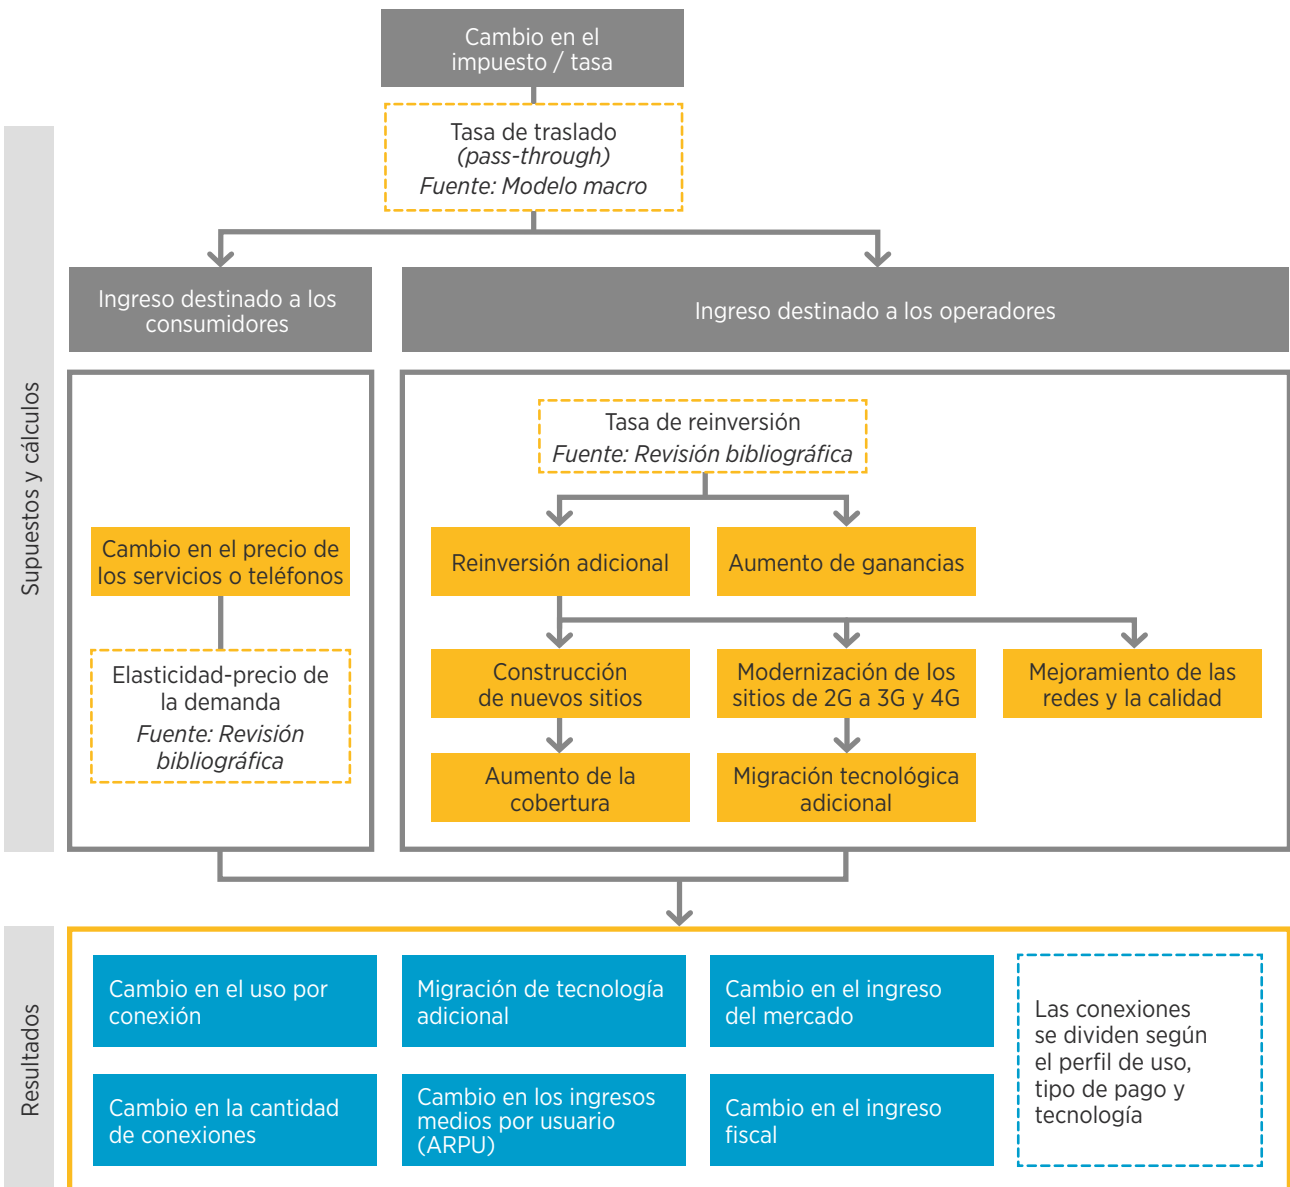 Cambio en el
impuesto / tasa
Tasa de traslado
(pass-through)
Fuente: Modelo macro
Supuestos y cálculos
Ingreso destinado a los
consumidores
Ingreso destinado a los operadores
Cambio en el precio de
los servicios o teléfonos
Elasticidad-precio de
la demanda
Fuente: Revisión
bibliográfica
Tasa de reinversión
Fuente: Revisión bibliográfica
Reinversión adicional
Aumento de ganancias
Construcción
de nuevos sitios
Modernización de los
sitios de 2G a 3G y 4G
Mejoramiento de las
redes y la calidad
Aumento de la
cobertura
Migración tecnológica
adicional
Resultados
Cambio en el uso por
conexión
Migración de tecnología
adicional
Cambio en el ingreso
del mercado
Cambio en la cantidad
de conexiones
Cambio en los ingresos
medios por usuario
(ARPU)
Cambio en el ingreso
fiscal
Las conexiones
se dividen según
el perfil de uso,
tipo de pago y
tecnología